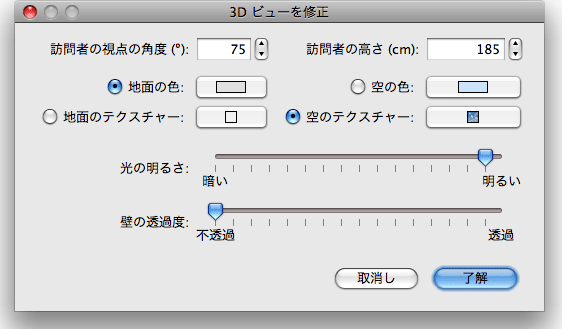 3D ビューを修正
訪問者の視点の角度 (°): 75 訪問者の高さ (cm): 185
地面の色: 空の色:
地面のテクスチャー: 空のテクスチャー:
光の明るさ:
暗い 明るい
壁の透過度:
不透過 透過
取消し 了解